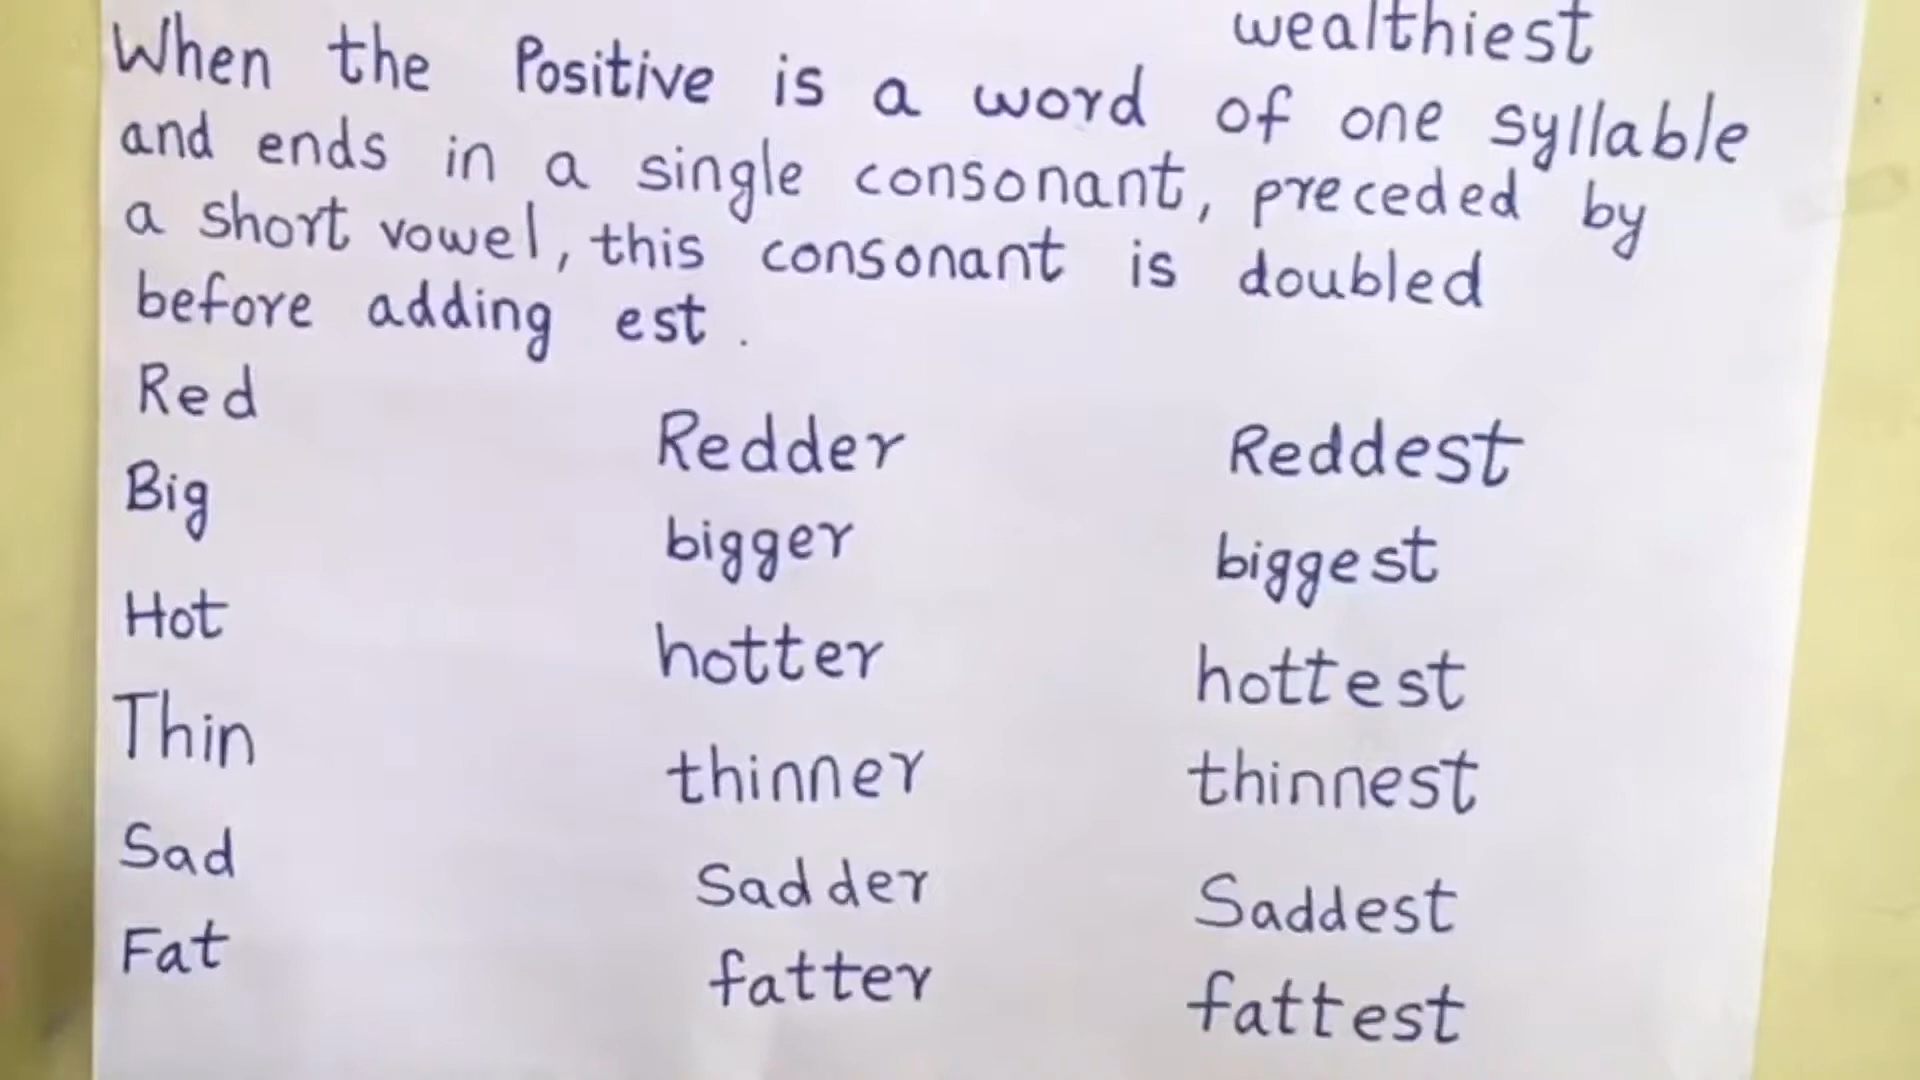 wealthiest
When the Positive is a word of one syllable
and ends in a single consonant, preceded by
a short vowel, this consonant is doubled
before adding est.
Red Redder Reddest
Big bigger biggest
Hot hotter hottest
Thin thinner thinnest
Sad Sadder Saddest
Fat fatter fattest